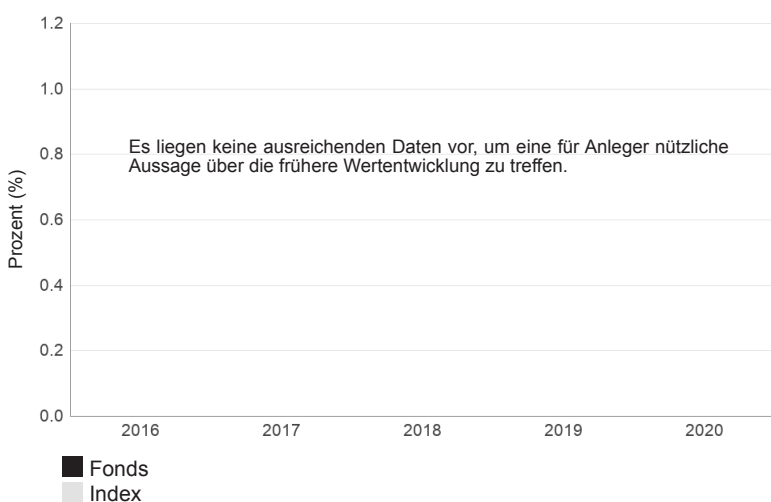 1.2
1.0
Es liegen keine ausreichenden Daten vor, um eine für Anleger nützliche
0.8
Aussage über die frühere Wertentwicklung zu treffen.
Prozent (%)
0.6
0.4
0.2
0.0
2016 2017 2018 2019 2020
Fonds
Index